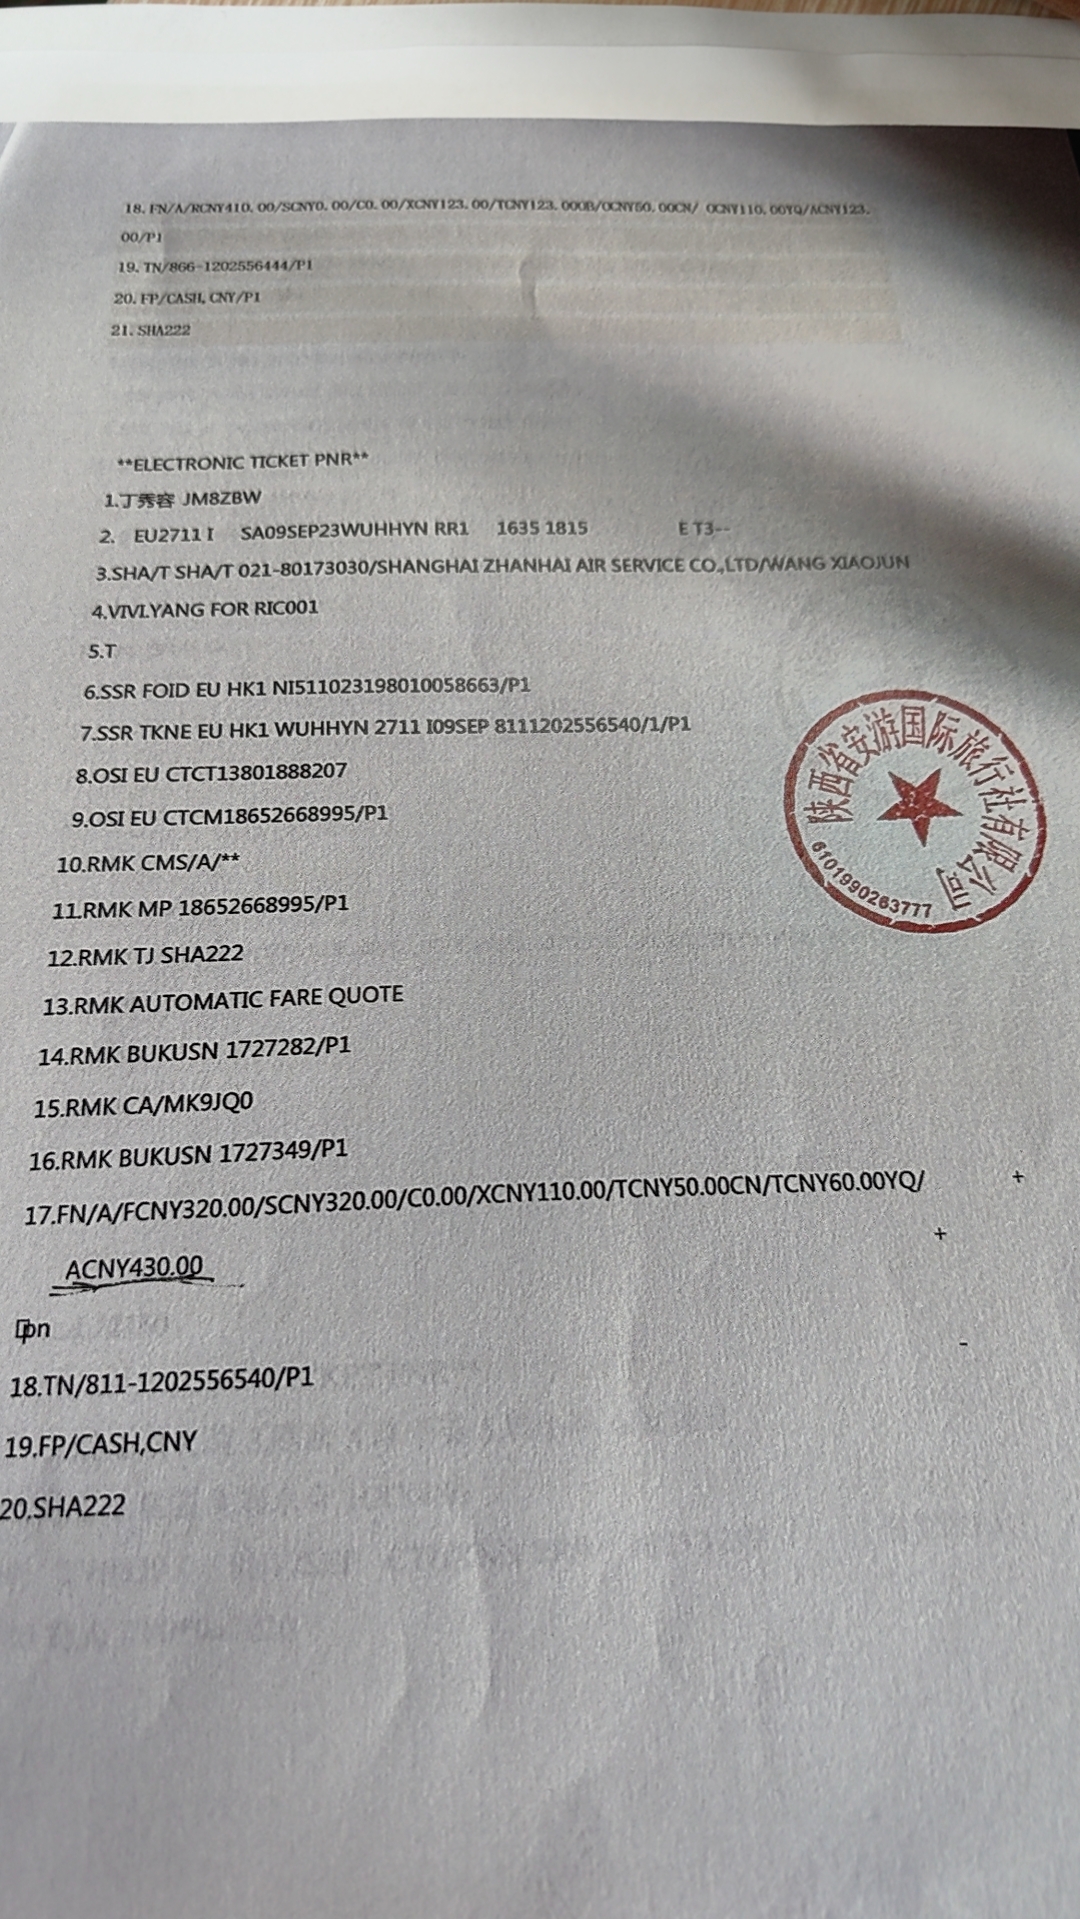 18. FN/A/RCNY410.00/SCNY0.00/C0.00/XCNY123.00/TCNY123.00OB/OCNY50.00CN/ OCNY110.00YQ/ACNY123.
00/P1
19. TN/866-1202556444/P1
20. FP/CASH, CNY/P1
21. SHA222
**ELECTRONIC TICKET PNR**
1.丁秀容 JM8ZBW
2. EU2711 I SA09SEP23WUHHYN RR1 1635 1815 E T3--
3.SHA/T SHA/T 021-80173030/SHANGHAI ZHANHAI AIR SERVICE CO.,LTD/WANG XIAOJUN
4.VIVI.YANG FOR RIC001
5.T
6.SSR FOID EU HK1 NI511023198010058663/P1
7.SSR TKNE EU HK1 WUHHYN 2711 I09SEP 8111202556540/1/P1
8.OSI EU CTCT13801888207
9.OSI EU CTCM18652668995/P1
10.RMK CMS/A/**
11.RMK MP 18652668995/P1
12.RMK TJ SHA222
13.RMK AUTOMATIC FARE QUOTE
14.RMK BUKUSN 1727282/P1
15.RMK CA/MK9JQ0
16.RMK BUKUSN 1727349/P1
17.FN/A/FCNY320.00/SCNY320.00/C0.00/XCNY110.00/TCNY50.00CN/TCNY60.00YQ/ +
+
ACNY430.00
pn
-
18.TN/811-1202556540/P1
19.FP/CASH,CNY
20.SHA222
陕西省安游国际旅行社有限公司
6101990263777